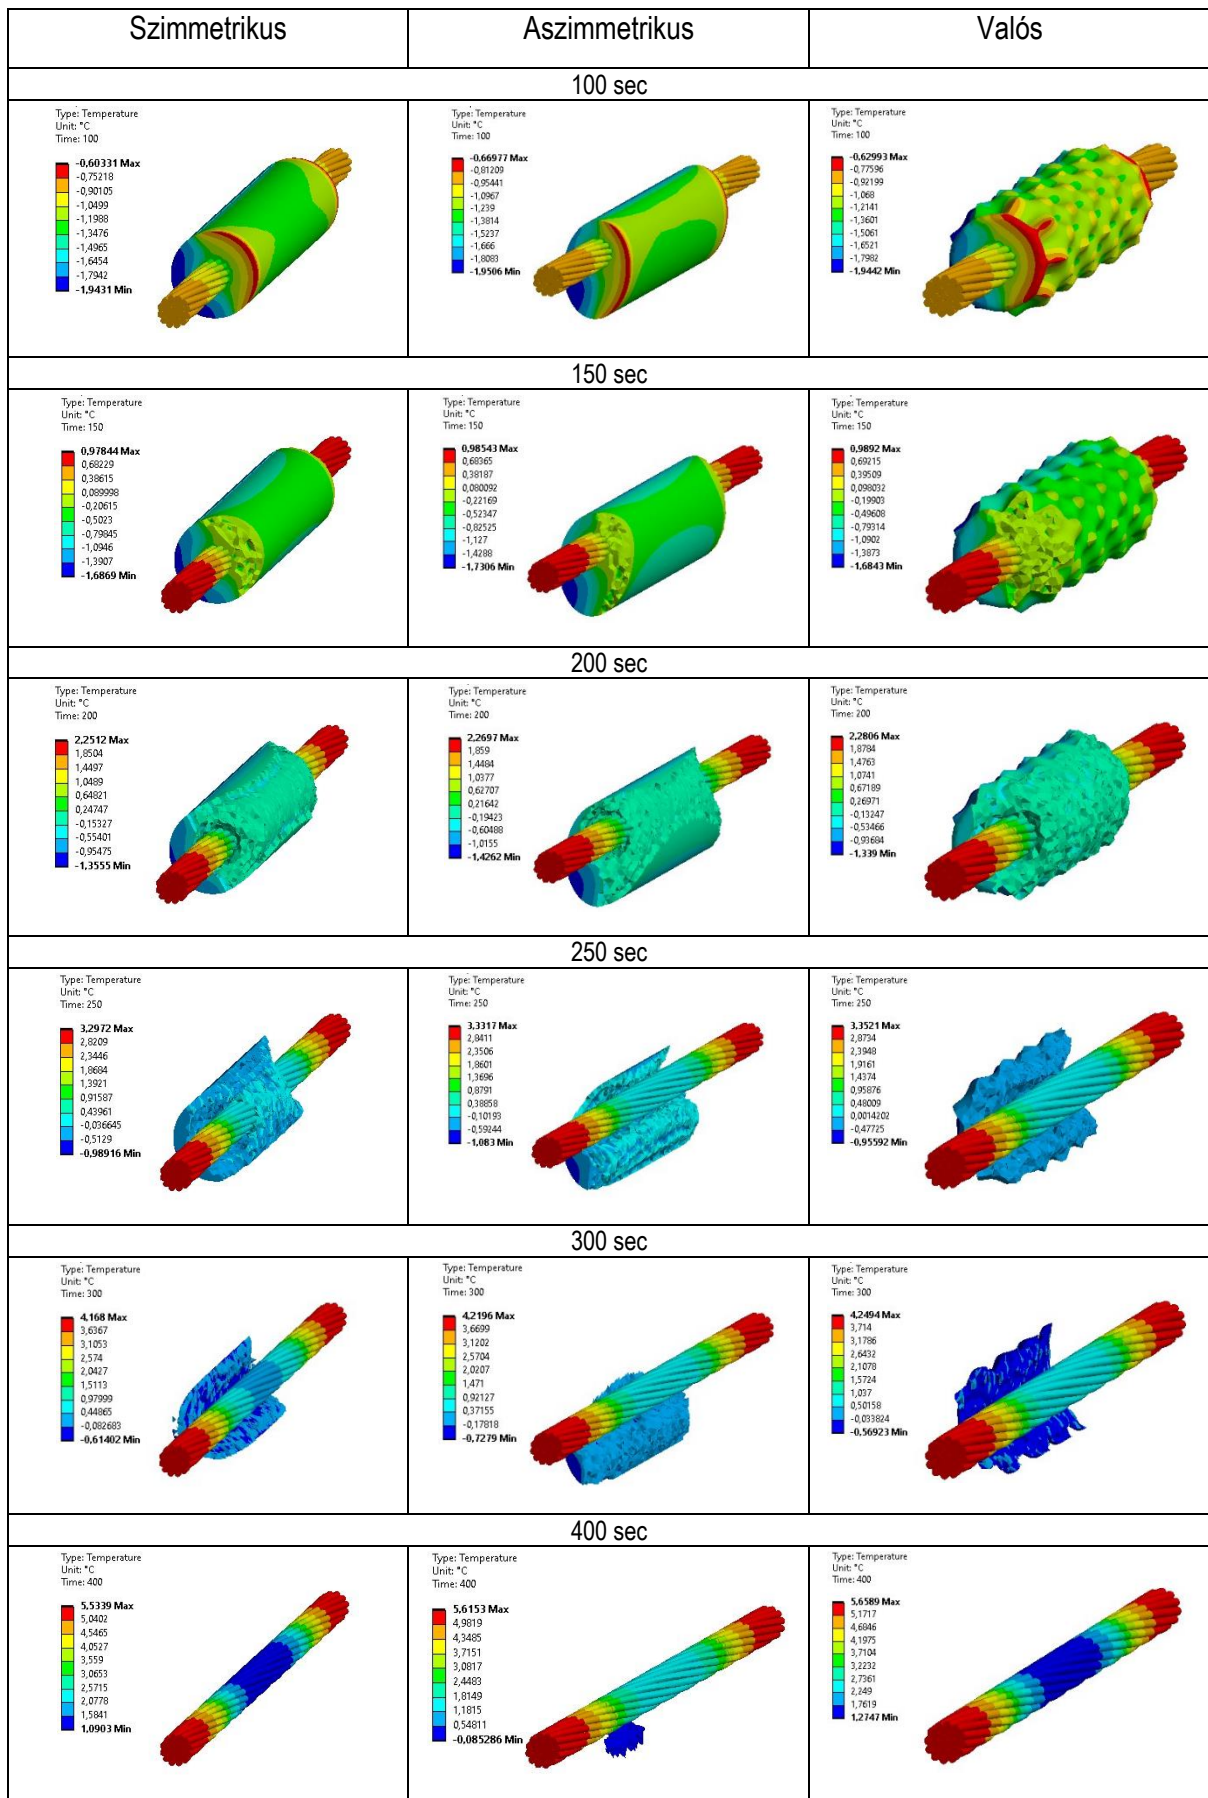 Szimmetrikus
Aszimmetrikus
Valós
100 sec
Type: Temperature
Unit: °C
Time: 100
-0,60331 Max
-0,75218
-0,90105
-1,0499
-1,1988
-1,3476
-1,4965
-1,6454
-1,7942
-1,9431 Min
Type: Temperature
Unit: °C
Time: 100
-0,66977 Max
-0,81209
-0,95441
-1,0967
-1,239
-1,3814
-1,5237
-1,666
-1,8083
-1,9506 Min
Type: Temperature
Unit: °C
Time: 100
-0,62993 Max
-0,77596
-0,92199
-1,068
-1,2141
-1,3601
-1,5061
-1,6521
-1,7982
-1,9442 Min
150 sec
Type: Temperature
Unit: °C
Time: 150
0,97844 Max
0,68229
0,38615
0,089998
-0,20615
-0,5023
-0,79845
-1,0946
-1,3907
-1,6869 Min
Type: Temperature
Unit: °C
Time: 150
0,98543 Max
0,68365
0,38187
0,080092
-0,22169
-0,52347
-0,82525
-1,127
-1,4288
-1,7306 Min
Type: Temperature
Unit: °C
Time: 150
0,9892 Max
0,69215
0,39509
0,098032
-0,19903
-0,49608
-0,79314
-1,0902
-1,3873
-1,6843 Min
200 sec
Type: Temperature
Unit: °C
Time: 200
2,2512 Max
1,8504
1,4497
1,0489
0,64821
0,24747
-0,15327
-0,55401
-0,95475
-1,3555 Min
Type: Temperature
Unit: °C
Time: 200
2,2697 Max
1,859
1,4484
1,0377
0,62707
0,21642
-0,19423
-0,60488
-1,0155
-1,4262 Min
Type: Temperature
Unit: °C
Time: 200
2,2806 Max
1,8784
1,4763
1,0741
0,67189
0,26971
-0,13247
-0,53466
-0,93684
-1,339 Min
250 sec
Type: Temperature
Unit: °C
Time: 250
3,2972 Max
2,8209
2,3446
1,8684
1,3921
0,91587
0,43961
-0,036645
-0,5129
-0,98916 Min
Type: Temperature
Unit: °C
Time: 250
3,3317 Max
2,8411
2,3506
1,8601
1,3696
0,8791
0,38858
-0,10193
-0,59244
-1,083 Min
Type: Temperature
Unit: °C
Time: 250
3,3521 Max
2,8734
2,3948
1,9161
1,4374
0,95876
0,48009
0,0014202
-0,47725
-0,95592 Min
300 sec
Type: Temperature
Unit: °C
Time: 300
4,168 Max
3,6367
3,1053
2,574
2,0427
1,5113
0,97999
0,44865
-0,082683
-0,61402 Min
Type: Temperature
Unit: °C
Time: 300
4,2196 Max
3,6699
3,1202
2,5704
2,0207
1,471
0,92127
0,37155
-0,17818
-0,7279 Min
Type: Temperature
Unit: °C
Time: 300
4,2494 Max
3,714
3,1786
2,6432
2,1078
1,5724
1,037
0,50158
-0,033824
-0,56923 Min
400 sec
Type: Temperature
Unit: °C
Time: 400
5,5339 Max
5,0402
4,5465
4,0527
3,559
3,0653
2,5715
2,0778
1,5841
1,0903 Min
Type: Temperature
Unit: °C
Time: 400
5,6153 Max
4,9819
4,3485
3,7151
3,0817
2,4483
1,8149
1,1815
0,54811
-0,085286 Min
Type: Temperature
Unit: °C
Time: 400
5,6589 Max
5,1717
4,6846
4,1975
3,7104
3,2232
2,7361
2,249
1,7619
1,2747 Min